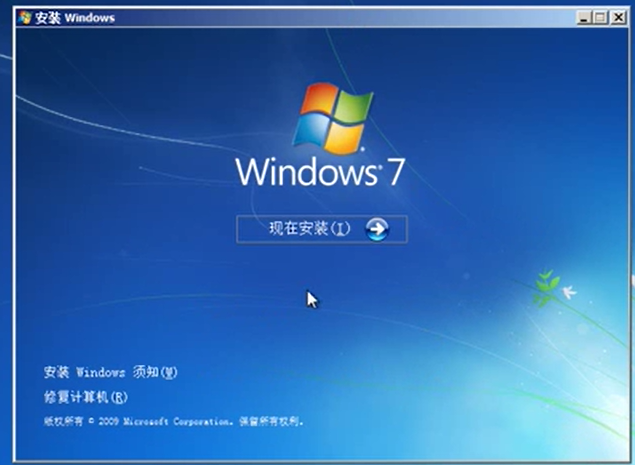 安装 Windows
Windows 7
现在安装(I)
安装 Windows 须知(W)
修复计算机(R)
版权所有 © 2009 Microsoft Corporation。保留所有权利。